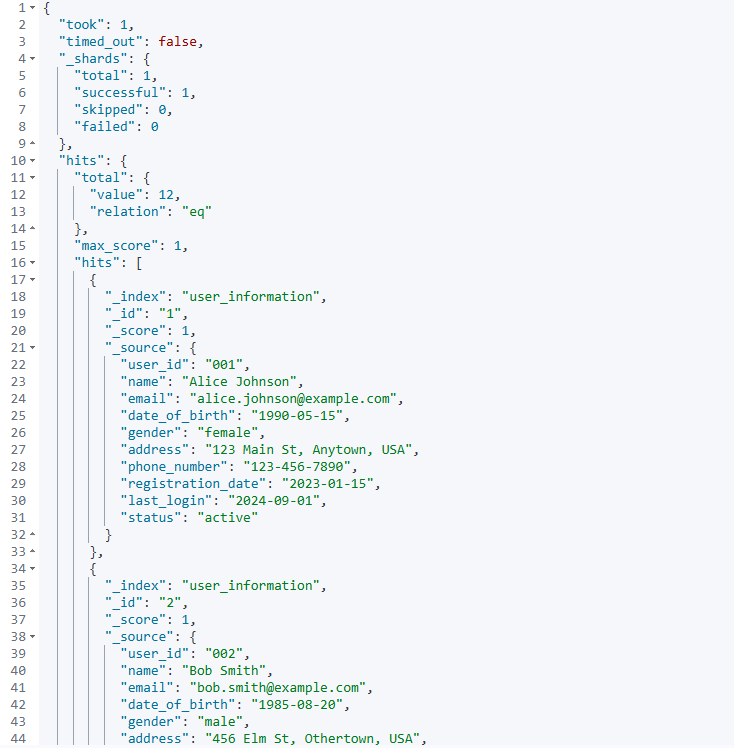 1 {
2 "took": 1,
3 "timed_out": false,
4 "_shards": {
5 "total": 1,
6 "successful": 1,
7 "skipped": 0,
8 "failed": 0
9 },
10 "hits": {
11 "total": {
12 "value": 12,
13 "relation": "eq"
14 },
15 "max_score": 1,
16 "hits": [
17 {
18 "_index": "user_information",
19 "_id": "1",
20 "_score": 1,
21 "_source": {
22 "user_id": "001",
23 "name": "Alice Johnson",
24 "email": "alice.johnson@example.com",
25 "date_of_birth": "1990-05-15",
26 "gender": "female",
27 "address": "123 Main St, Anytown, USA",
28 "phone_number": "123-456-7890",
29 "registration_date": "2023-01-15",
30 "last_login": "2024-09-01",
31 "status": "active"
32 }
33 },
34 {
35 "_index": "user_information",
36 "_id": "2",
37 "_score": 1,
38 "_source": {
39 "user_id": "002",
40 "name": "Bob Smith",
41 "email": "bob.smith@example.com",
42 "date_of_birth": "1985-08-20",
43 "gender": "male",
44 "address": "456 Elm St, Othertown, USA",